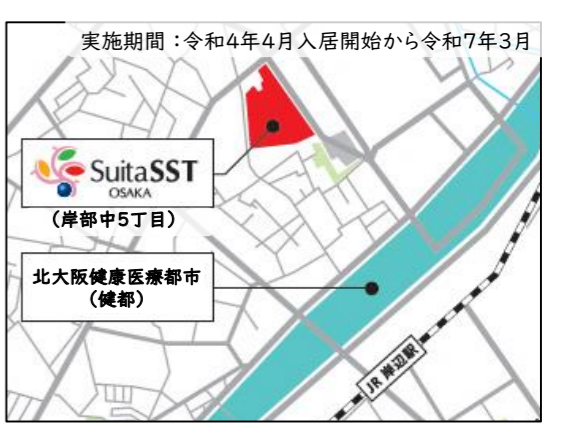 実施期間：令和4年4月入居開始から令和7年3月
SuitaSST
OSAKA
（岸部中5丁目）
北大阪健康医療都市
（健都）
JR 岸辺駅